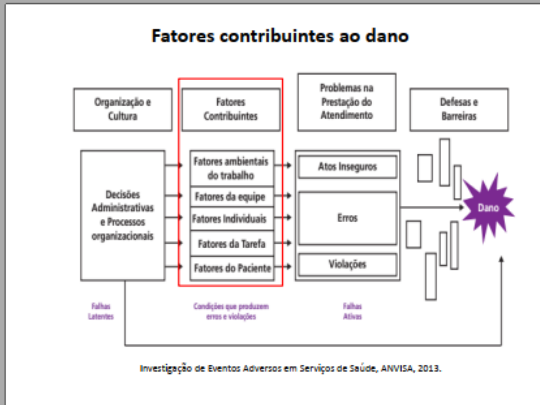 Fatores contribuintes ao dano
Organização e
Cultura
Fatores
Contribuintes
Problemas na
Prestação do
Atendimento
Defesas e
Barreiras
Decisões
Administrativas
e Processos
organizacionais
Fatores ambientais
do trabalho
Fatores da equipe
Fatores Individuais
Fatores da Tarefa
Fatores do Paciente
Atos Inseguros
Erros
Violações
Dano
Falhas
Latentes
Condições que produzem
erros e violações
Falhas
Ativas
Investigação de Eventos Adversos em Serviços de Saúde, ANVISA, 2013.